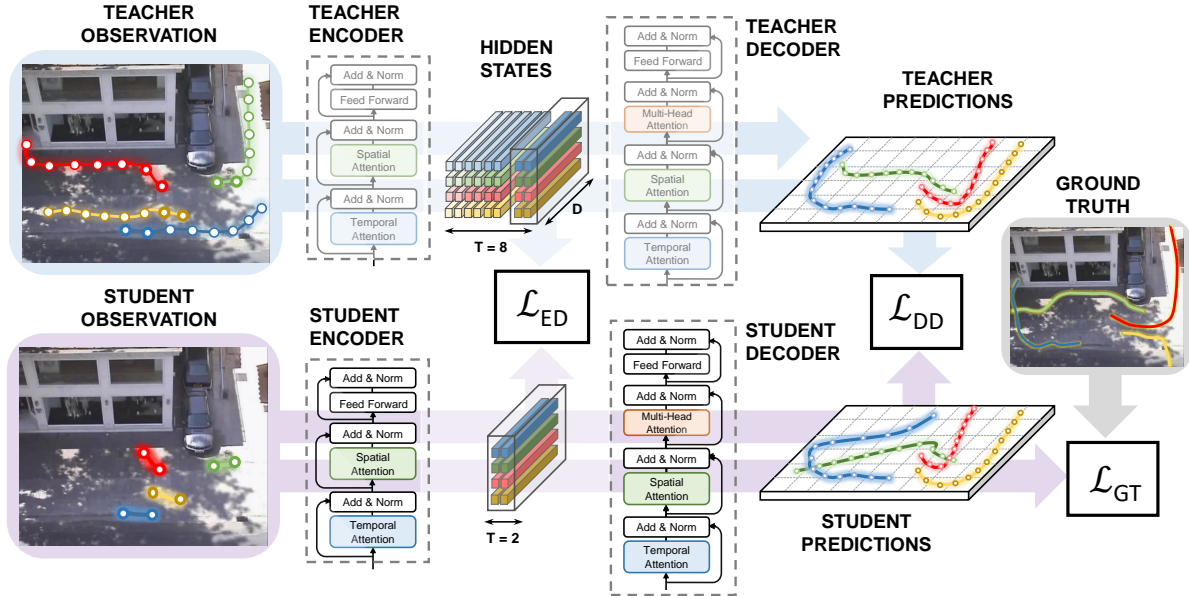 TEACHER
OBSERVATION
TEACHER
ENCODER
Add & Norm
Feed Forward
Add & Norm
Spatial
Attention
Add & Norm
Temporal
Attention
HIDDEN
STATES
D
T = 8
TEACHER
DECODER
Add & Norm
Feed Forward
Add & Norm
Multi-Head
Attention
Add & Norm
Spatial
Attention
Add & Norm
Temporal
Attention
TEACHER
PREDICTIONS
GROUND
TRUTH
ℒED
ℒDD
STUDENT
OBSERVATION
STUDENT
ENCODER
Add & Norm
Feed Forward
Add & Norm
Spatial
Attention
Add & Norm
Temporal
Attention
T = 2
STUDENT
DECODER
Add & Norm
Feed Forward
Add & Norm
Multi-Head
Attention
Add & Norm
Spatial
Attention
Add & Norm
Temporal
Attention
STUDENT
PREDICTIONS
ℒGT